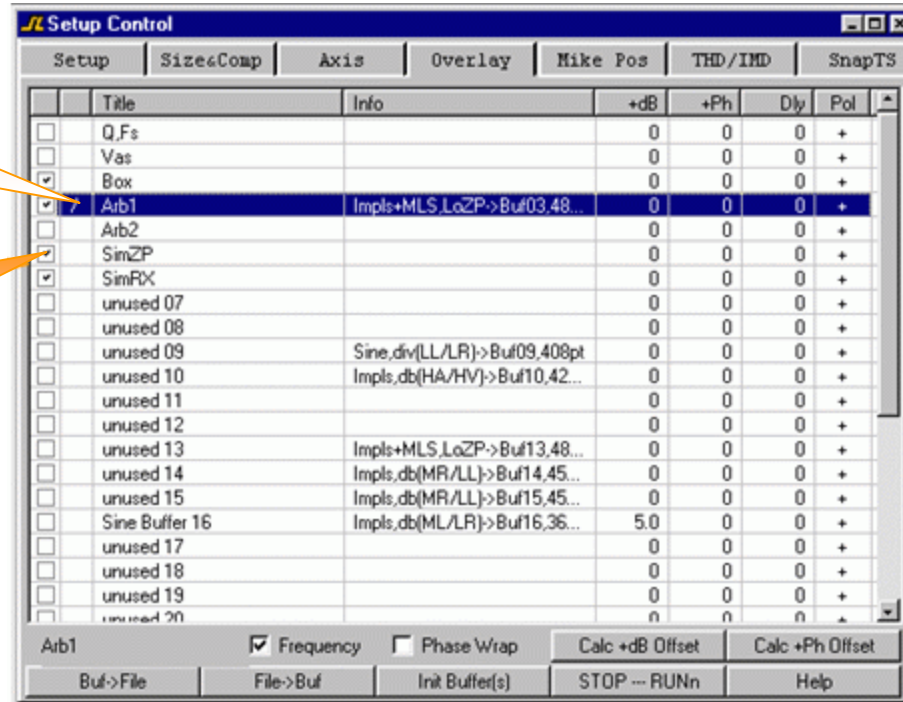 Setup Control
Setup Size&Comp Axis Overlay Mike Pos THD/IMD SnapTS
Title Info +dB +Ph Dly Pol
Q,Fs 0 0 0 +
Vas 0 0 0 +
Box 0 0 0 +
Arb1 Impls+MLS,LoZP->Buf03,48... 0 0 0 +
Arb2 0 0 0 +
SimZP 0 0 0 +
SimRX 0 0 0 +
unused 07 0 0 0 +
unused 08 0 0 0 +
unused 09 Sine,div(LL/LR)->Buf09,408pt 0 0 0 +
unused 10 Impls,db(HA/HV)->Buf10,42... 0 0 0 +
unused 11 0 0 0 +
unused 12 0 0 0 +
unused 13 Impls+MLS,LoZP->Buf13,48... 0 0 0 +
unused 14 Impls,db(MR/LL)->Buf14,45... 0 0 0 +
unused 15 Impls,db(MR/LL)->Buf15,45... 0 0 0 +
Sine Buffer 16 Impls,db(ML/LR)->Buf16,36... 5.0 0 0 +
unused 17 0 0 0 +
unused 18 0 0 0 +
unused 19 0 0 0 +
unused 20 0 0 0 +
Arb1 Frequency Phase Wrap Calc +dB Offset Calc +Ph Offset
Buf->File File->Buf Init Buffer(s) STOP --- RUNn Help